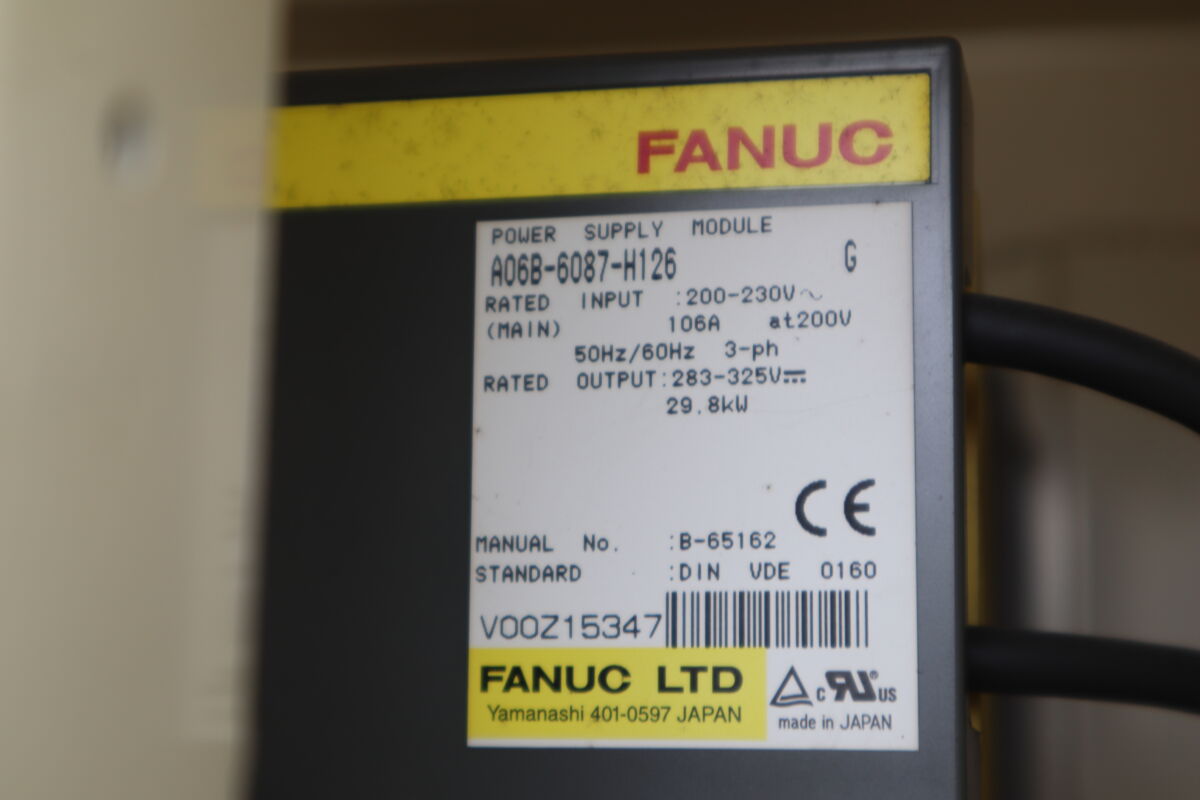 FANUC
POWER SUPPLY MODULE
A06B-6087-H126 G
RATED INPUT :200-230V~
(MAIN) 106A at200V
50Hz/60Hz 3-ph
RATED OUTPUT:283-325V⎓
29.8kW
CE
MANUAL No. :B-65162
STANDARD :DIN VDE 0160
V00Z15347
FANUC LTD
Yamanashi 401-0597 JAPAN
c RU® US
made in JAPAN